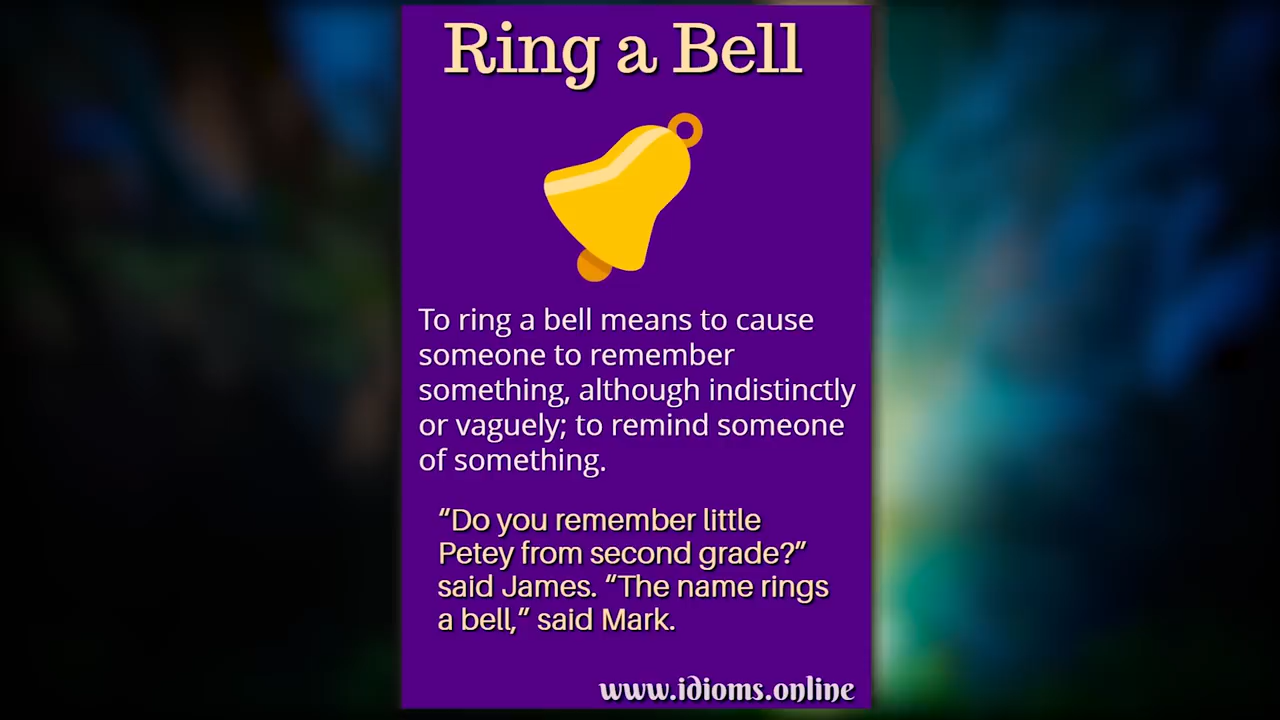 Ring a Bell
To ring a bell means to cause
someone to remember
something, although indistinctly
or vaguely; to remind someone
of something.
“Do you remember little
Petey from second grade?”
said James. “The name rings
a bell,” said Mark.
www.idioms.online